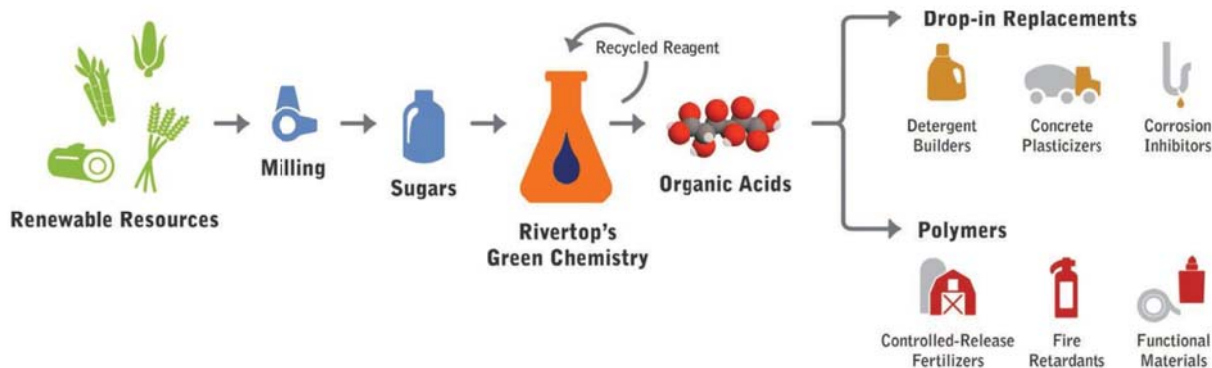 Renewable Resources
Milling
Sugars
Recycled Reagent
Rivertop's
Green Chemistry
Organic Acids
Drop-in Replacements
Detergent
Builders
Concrete
Plasticizers
Corrosion
Inhibitors
Polymers
Controlled-Release
Fertilizers
Fire
Retardants
Functional
Materials